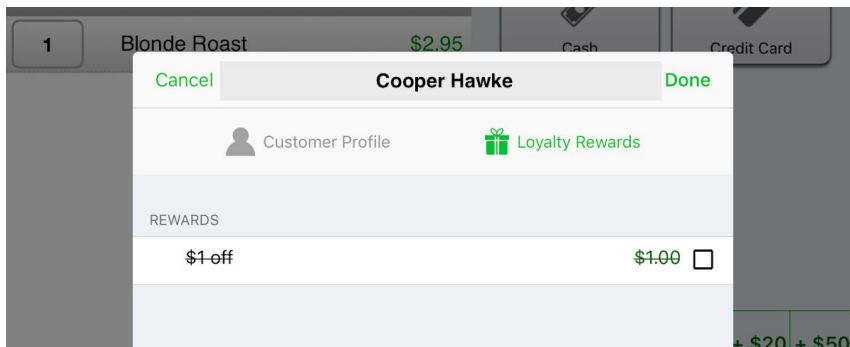 1 Blonde Roast $2.95 Cash Credit Card
Cancel Cooper Hawke Done
Customer Profile Loyalty Rewards
REWARDS
$1 off $1.00
+ $20 + $50